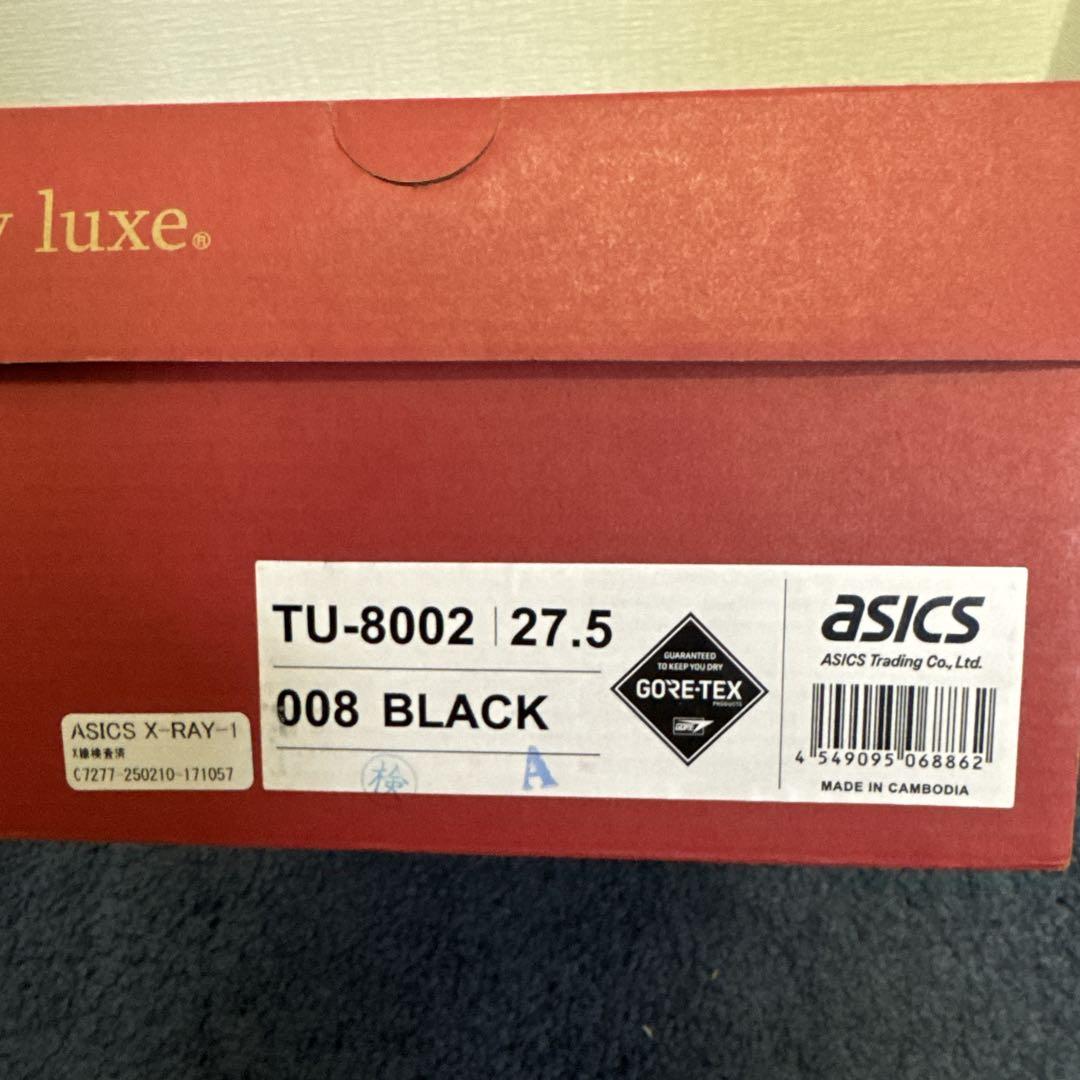 luxe®
TU-8002 | 27.5
008 BLACK
検 A
GUARANTEED
TO KEEP YOU DRY
GORE-TEX
PRODUCTS
GORE
asics
ASICS Trading Co., Ltd.
4 549095 068862
MADE IN CAMBODIA
ASICS X-RAY-1
X線検査済
C7277-250210-171057